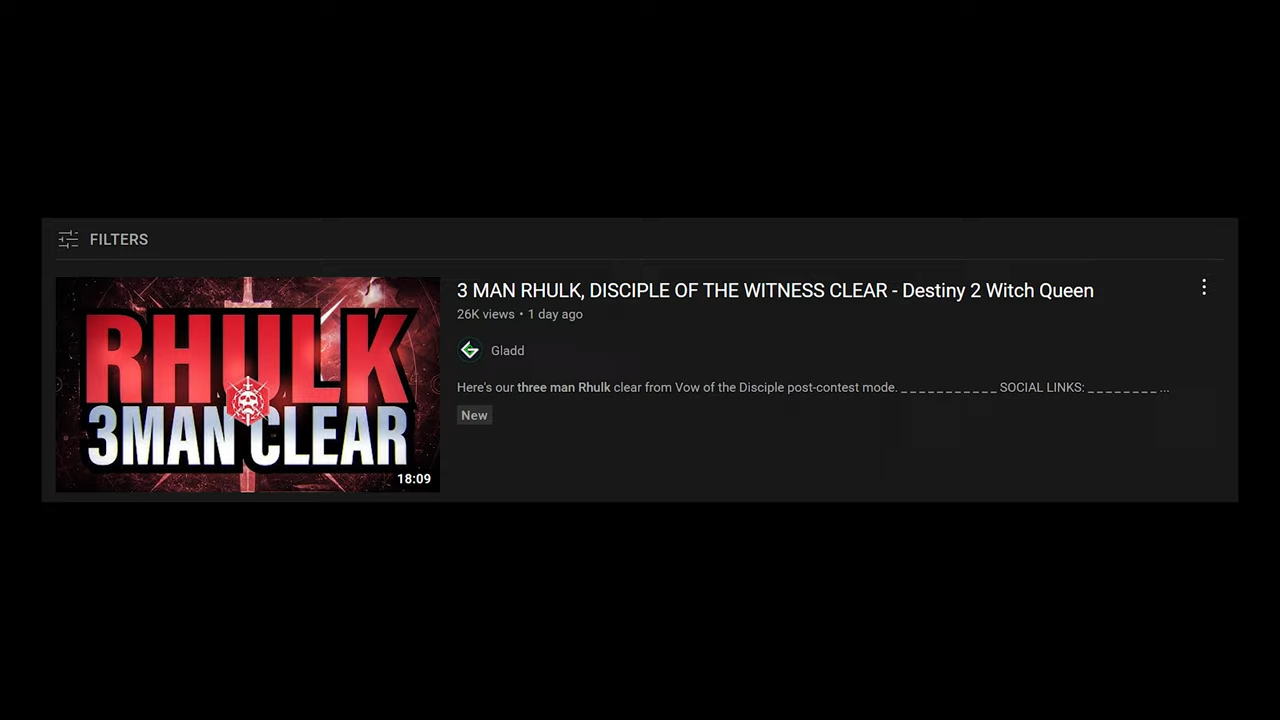 FILTERS
RHULK
3MAN CLEAR
18:09
3 MAN RHULK, DISCIPLE OF THE WITNESS CLEAR - Destiny 2 Witch Queen
26K views • 1 day ago
Gladd
Here's our three man Rhulk clear from Vow of the Disciple post-contest mode. _ _ _ _ _ _ _ _ _ _ _ SOCIAL LINKS: _ _ _ _ _ _ _ _ ...
New